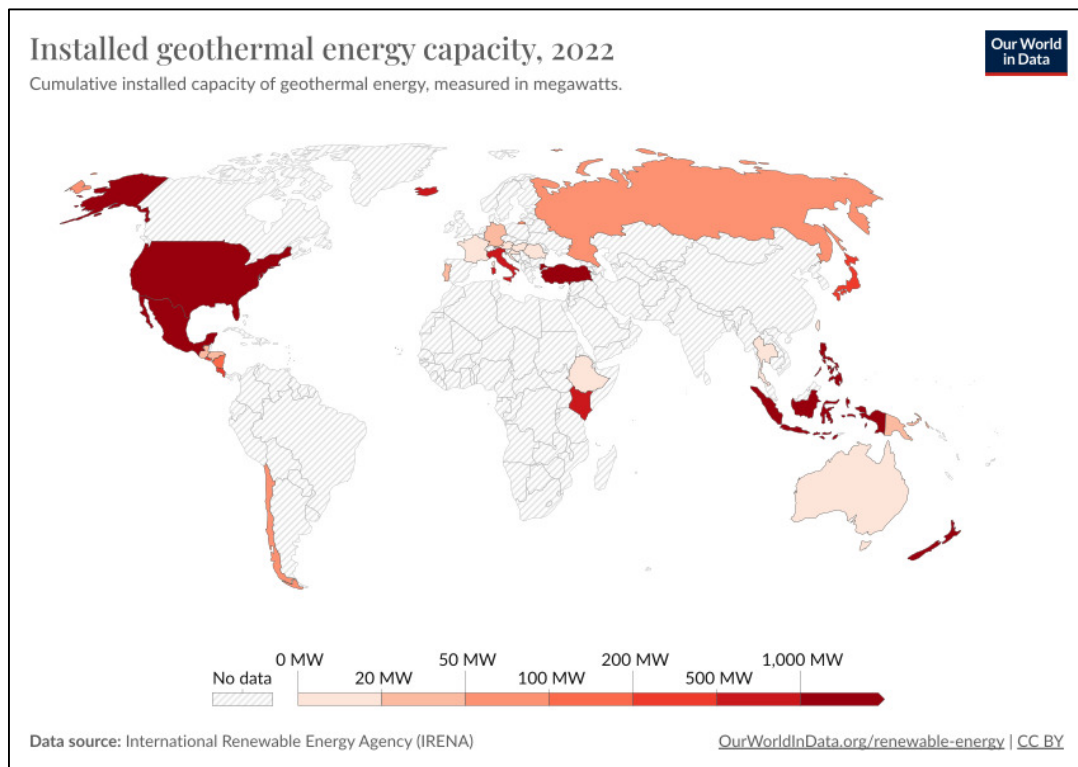 Installed geothermal energy capacity, 2022
Our World
in Data
Cumulative installed capacity of geothermal energy, measured in megawatts.
0 MW 50 MW 200 MW 1,000 MW
No data 20 MW 100 MW 500 MW
Data source: International Renewable Energy Agency (IRENA) OurWorldInData.org/renewable-energy | CC BY